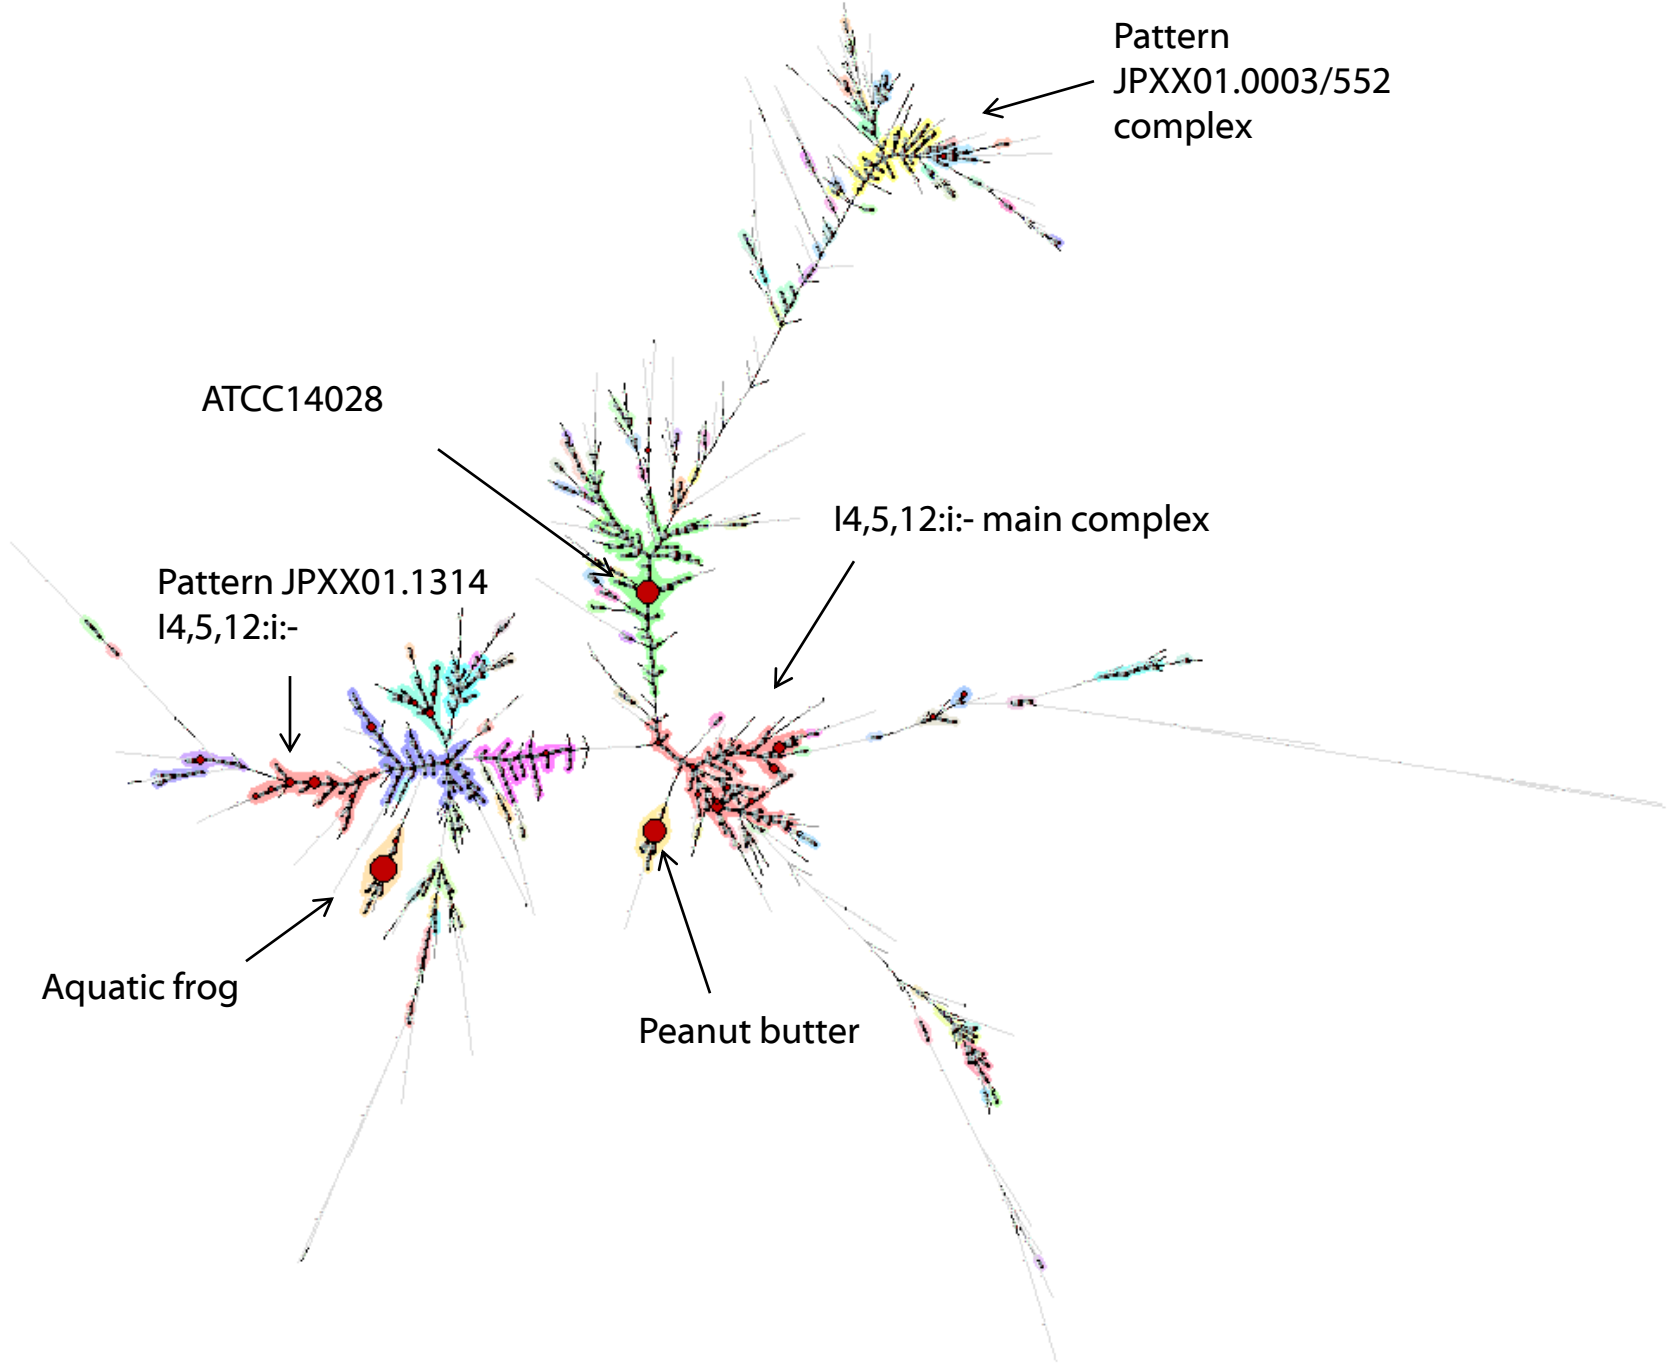 Pattern
JPXX01.0003/552
complex
ATCC14028
I4,5,12:i:- main complex
Pattern JPXX01.1314
I4,5,12:i:-
Aquatic frog
Peanut butter